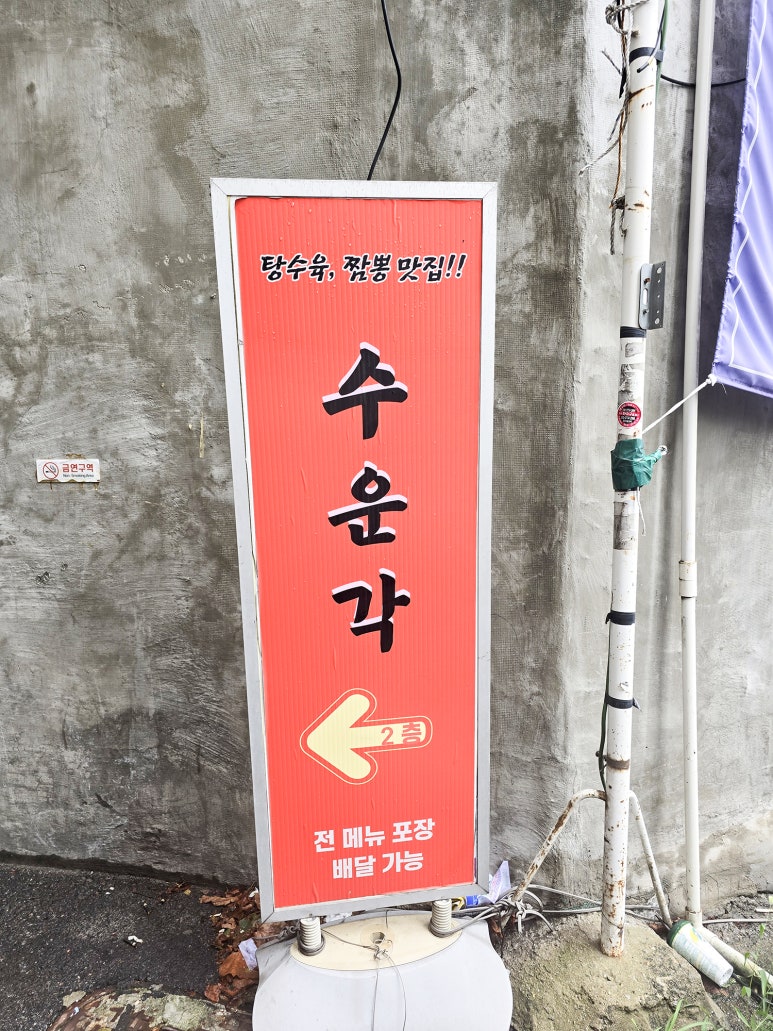 탕수육, 짬뽕 맛집!!
수
운
각
2층
전 메뉴 포장
배달 가능
금연구역